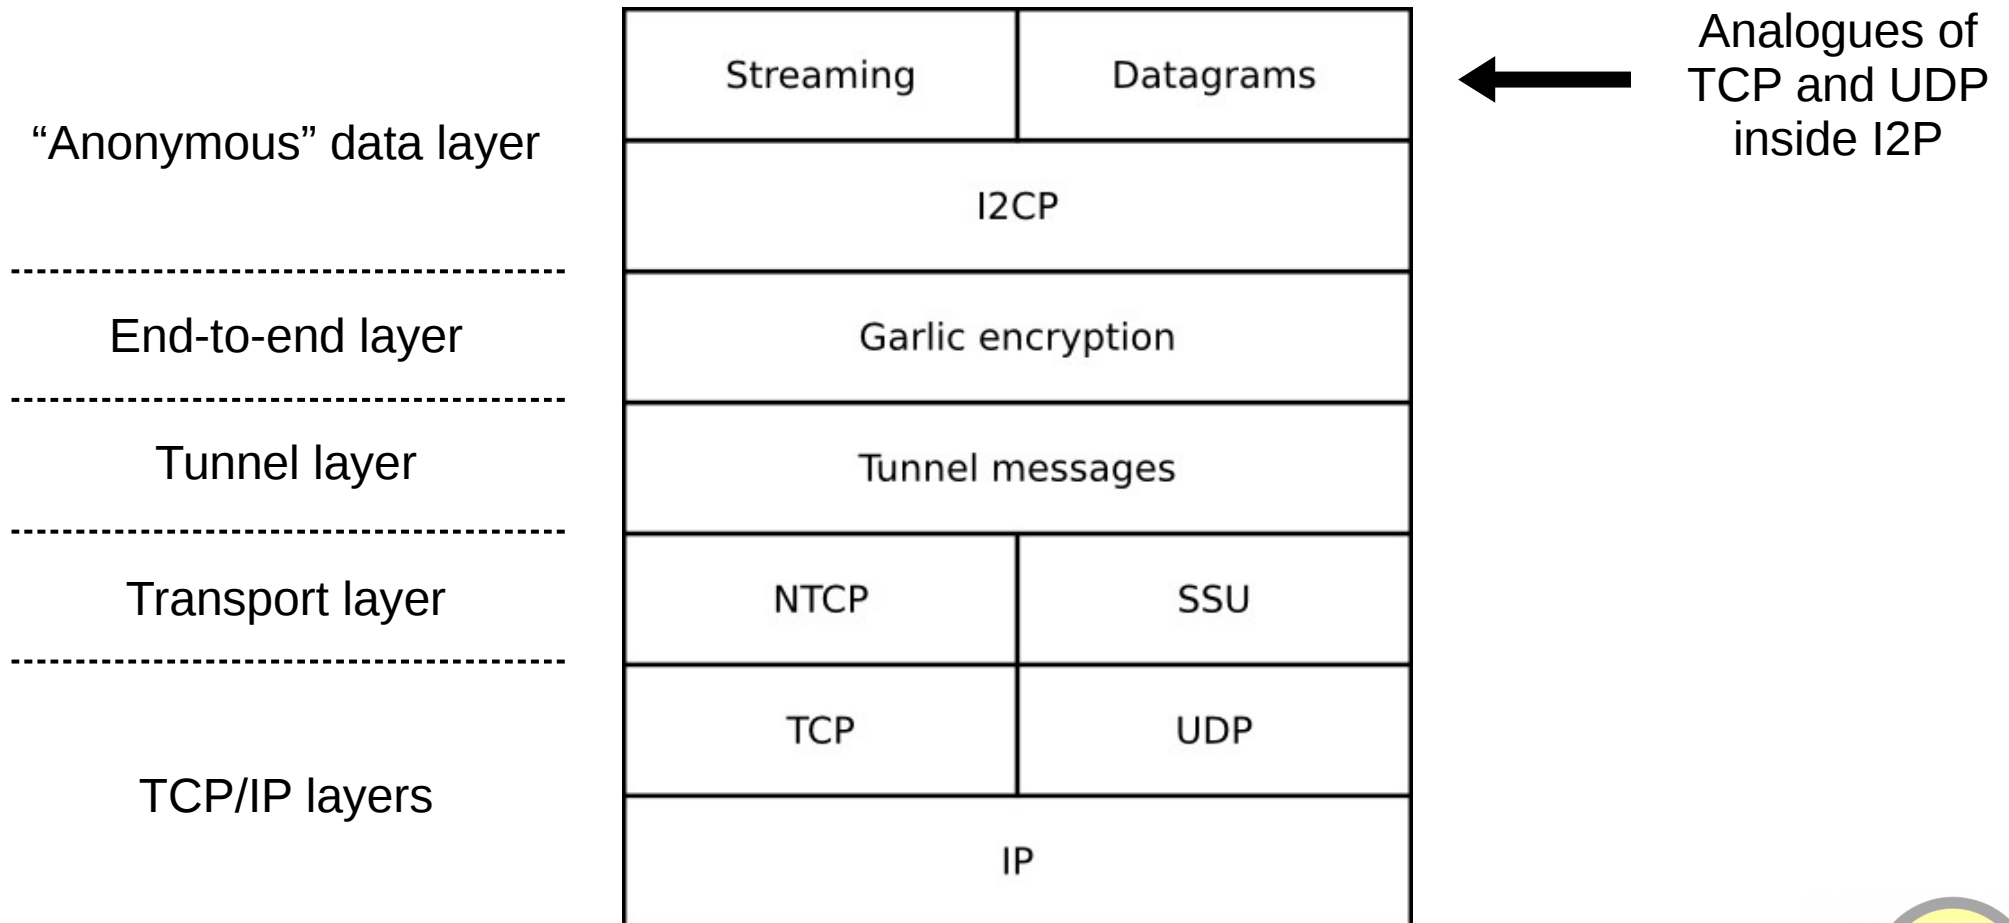 Streaming
Datagrams
Analogues of
TCP and UDP
inside I2P
“Anonymous” data layer
I2CP
End-to-end layer
Garlic encryption
Tunnel layer
Tunnel messages
Transport layer
NTCP
SSU
TCP
UDP
TCP/IP layers
IP